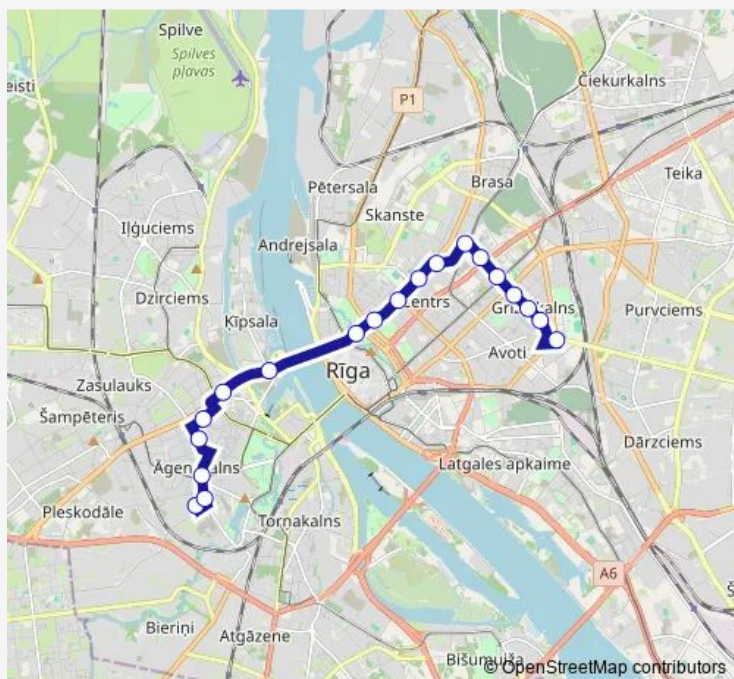 Spilve
Spilves
pļavas
Čiekurkalns
P1
Teika
Brasa
Pētersala
Skanste
Iļģuciems
Andrejsala
Dzirciems
Centrs
Ķīpsala
Purvciems
Avoti
Rīga
Zasulauks
Šampēteris
Dārzciems
Latgales apkaime
Pleskodāle
Torņakalns
A6
Bieriņi
Atgāzene
Bišumuiža
© OpenStreetMap contributors